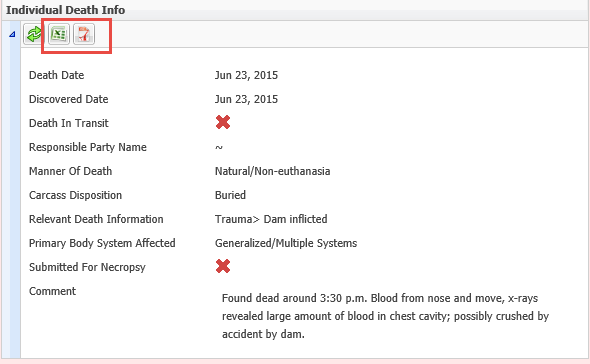 Individual Death Info
Death Date Jun 23, 2015
Discovered Date Jun 23, 2015
Death In Transit
Responsible Party Name ~
Manner Of Death Natural/Non-euthanasia
Carcass Disposition Buried
Relevant Death Information Trauma> Dam inflicted
Primary Body System Affected Generalized/Multiple Systems
Submitted For Necropsy
Comment
Found dead around 3:30 p.m. Blood from nose and move, x-rays
revealed large amount of blood in chest cavity; possibly crushed by
accident by dam.